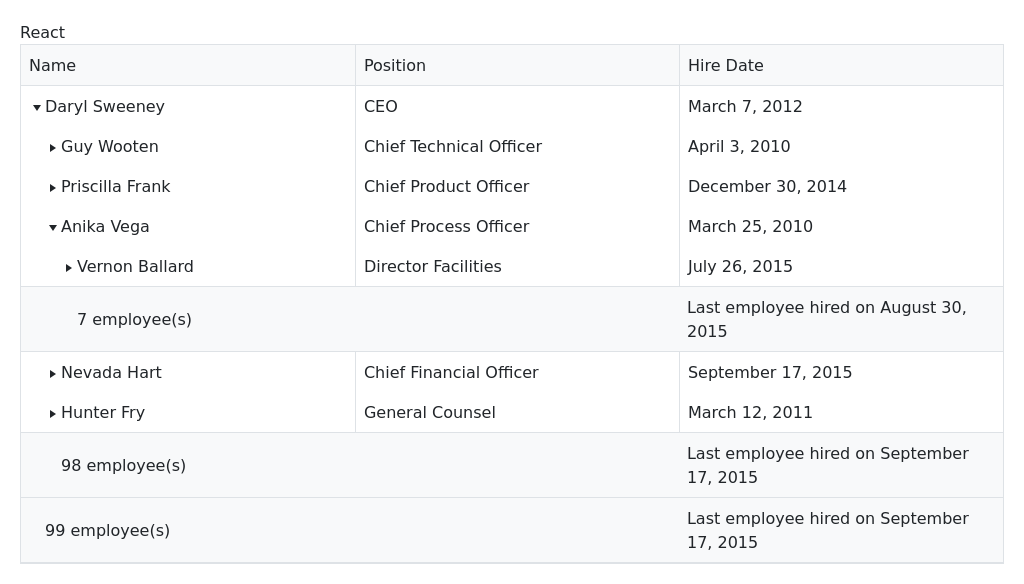 React
Name Position Hire Date
Daryl Sweeney CEO March 7, 2012
Guy Wooten Chief Technical Officer April 3, 2010
Priscilla Frank Chief Product Officer December 30, 2014
Anika Vega Chief Process Officer March 25, 2010
Vernon Ballard Director Facilities July 26, 2015
7 employee(s) Last employee hired on August 30,
2015
Nevada Hart Chief Financial Officer September 17, 2015
Hunter Fry General Counsel March 12, 2011
98 employee(s) Last employee hired on September
17, 2015
99 employee(s) Last employee hired on September
17, 2015